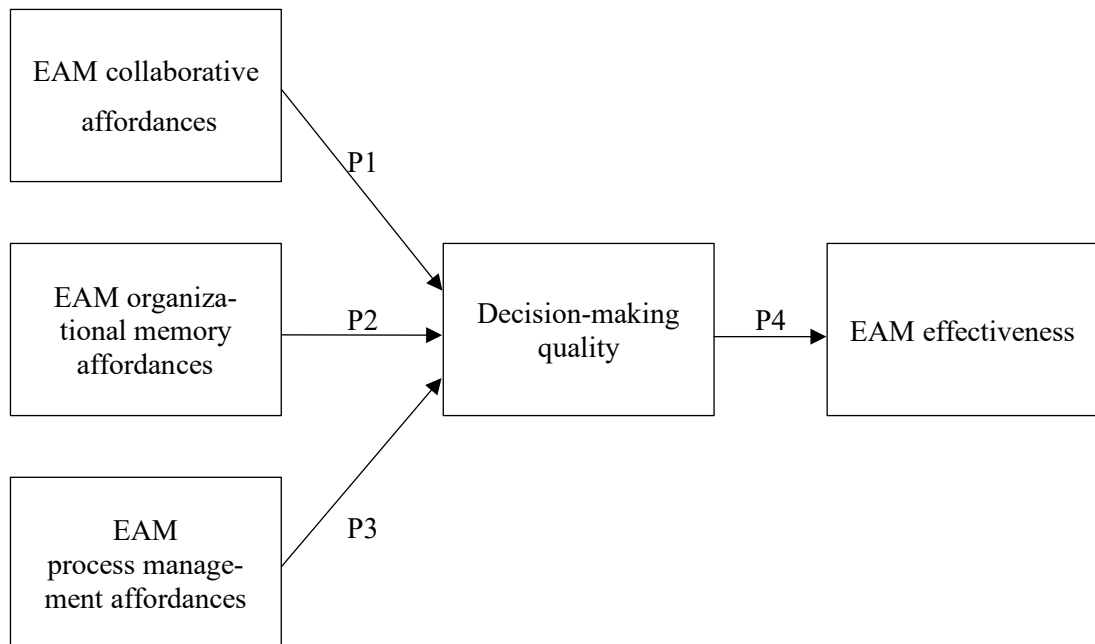 EAM collaborative
affordances
P1
EAM organiza-
tional memory
affordances
P2
Decision-making
quality
P4
EAM effectiveness
EAM
process manage-
ment affordances
P3